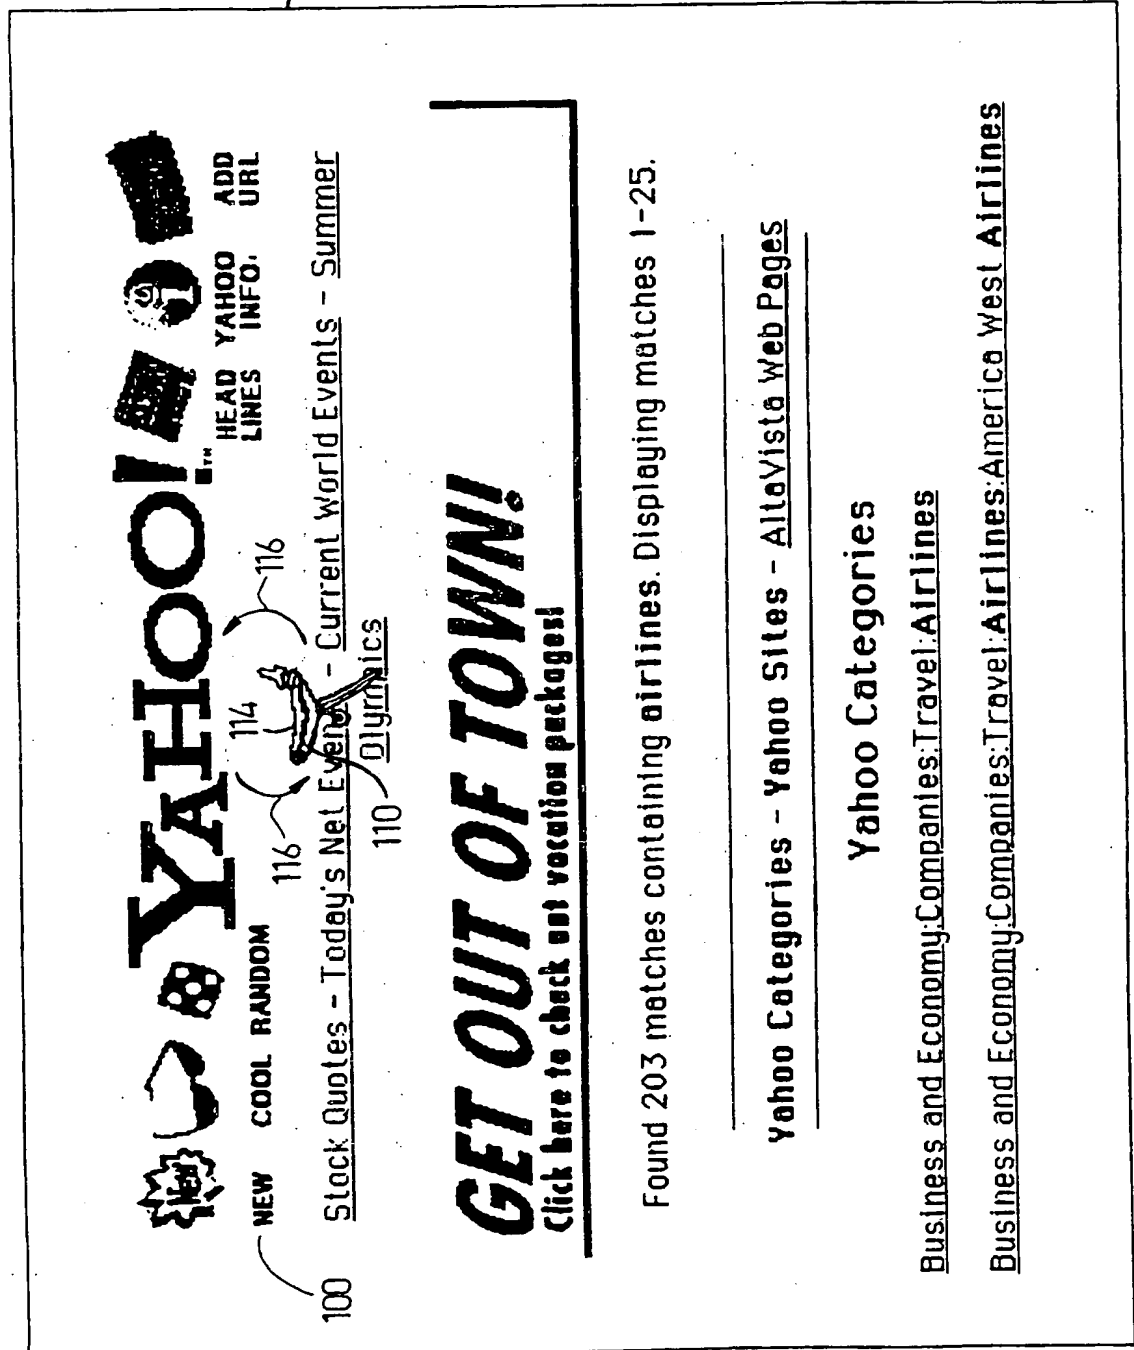 YAHOO! TM
NEW COOL RANDOM HEAD LINES YAHOO INFO. ADD URL
100
116
114
116
110
Stock Quotes - Today's Net Event - Current World Events - Summer
Olympics
GET OUT OF TOWN!
Click here to check out vacation packages!
Found 203 matches containing airlines. Displaying matches 1-25.
Yahoo Categories - Yahoo Sites - AltaVista Web Pages
Yahoo Categories
Business and Economy:Companies:Travel:Airlines
Business and Economy:Companies:Travel:Airlines:America West Airlines